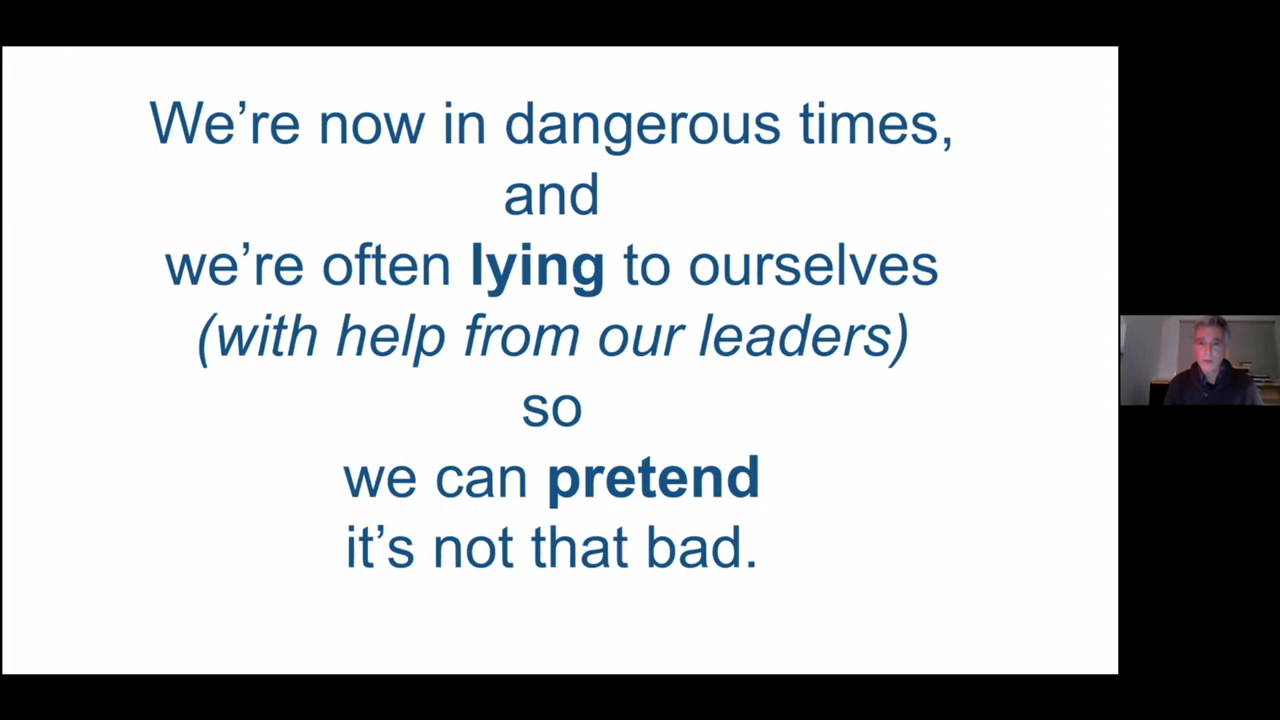 We’re now in dangerous times,
and
we’re often lying to ourselves
(with help from our leaders)
so
we can pretend
it’s not that bad.